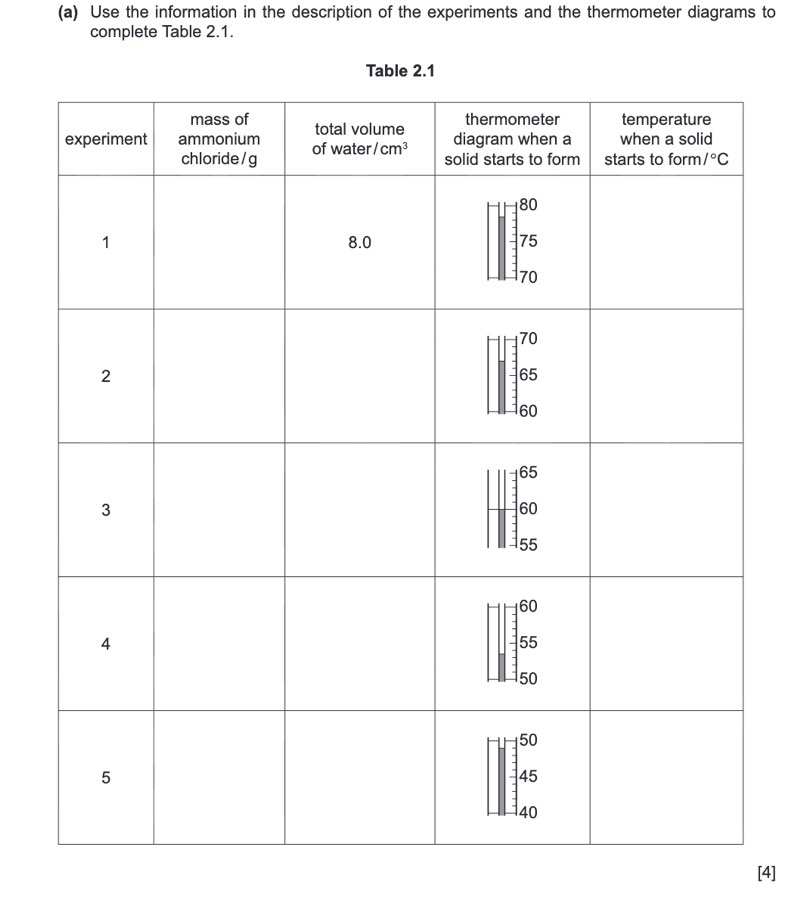 (a) Use the information in the description of the experiments and the thermometer diagrams to
complete Table 2.1.
Table 2.1
experiment
mass of
ammonium
chloride/g
total volume
of water/cm³
thermometer
diagram when a
solid starts to form
temperature
when a solid
starts to form/°C
1
8.0
80
75
70
2
70
65
60
3
65
60
55
4
60
55
50
5
50
45
40
[4]